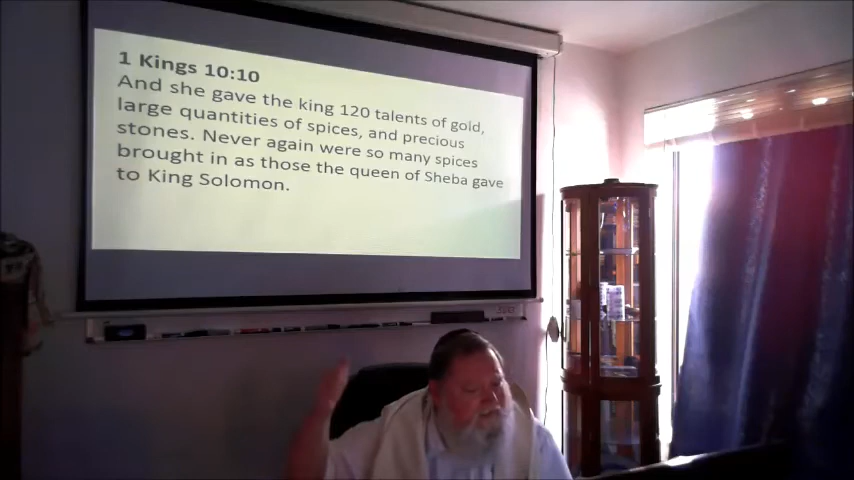 1 Kings 10:10
And she gave the king 120 talents of gold,
large quantities of spices, and precious
stones. Never again were so many spices
brought in as those the queen of Sheba gave
to King Solomon.